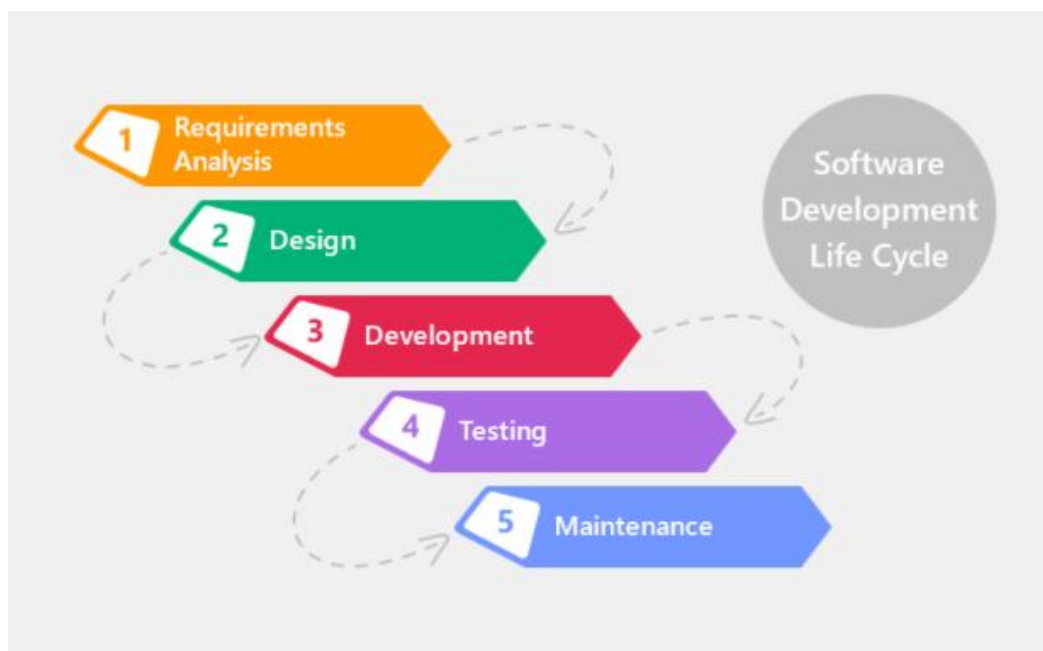 1
Requirements
Analysis
2
Design
3
Development
4
Testing
5
Maintenance
Software
Development
Life Cycle